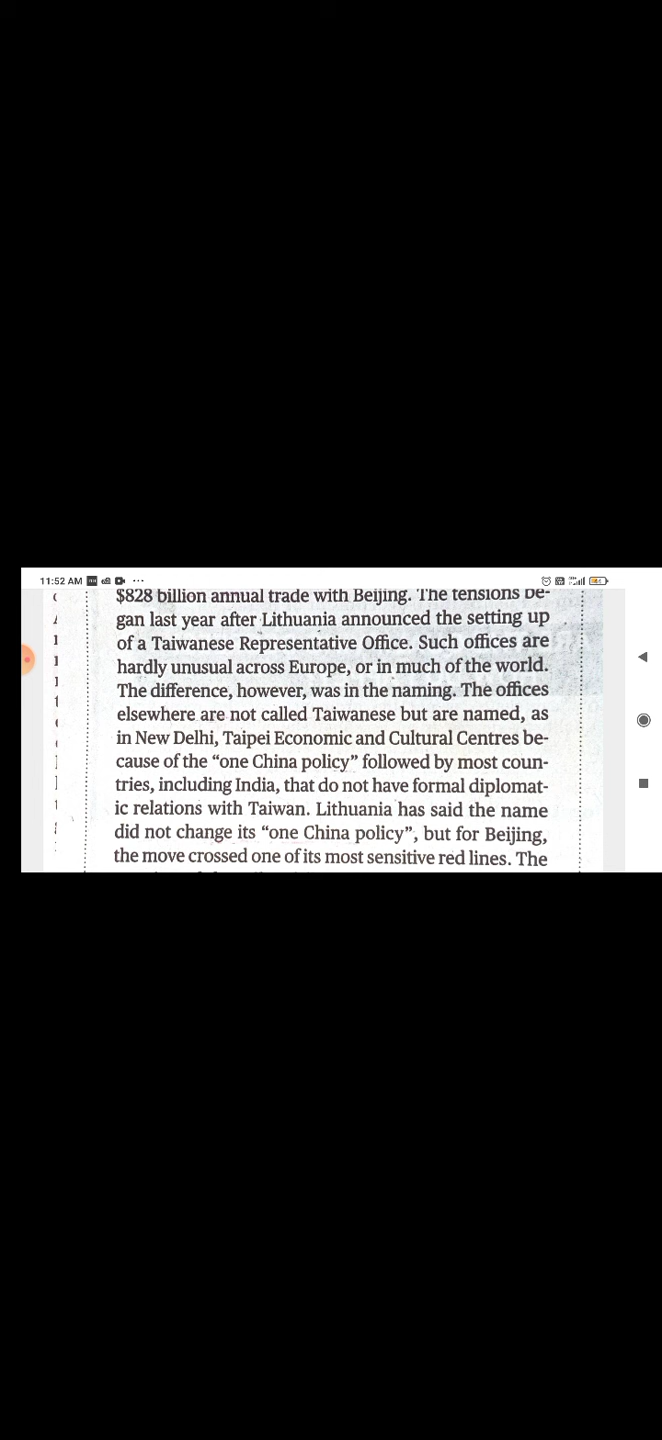 11:52 AM
$828 billion annual trade with Beijing. The tensions be-
gan last year after Lithuania announced the setting up
of a Taiwanese Representative Office. Such offices are
hardly unusual across Europe, or in much of the world.
The difference, however, was in the naming. The offices
elsewhere are not called Taiwanese but are named, as
in New Delhi, Taipei Economic and Cultural Centres be-
cause of the “one China policy” followed by most coun-
tries, including India, that do not have formal diplomat-
ic relations with Taiwan. Lithuania has said the name
did not change its “one China policy”, but for Beijing,
the move crossed one of its most sensitive red lines. The